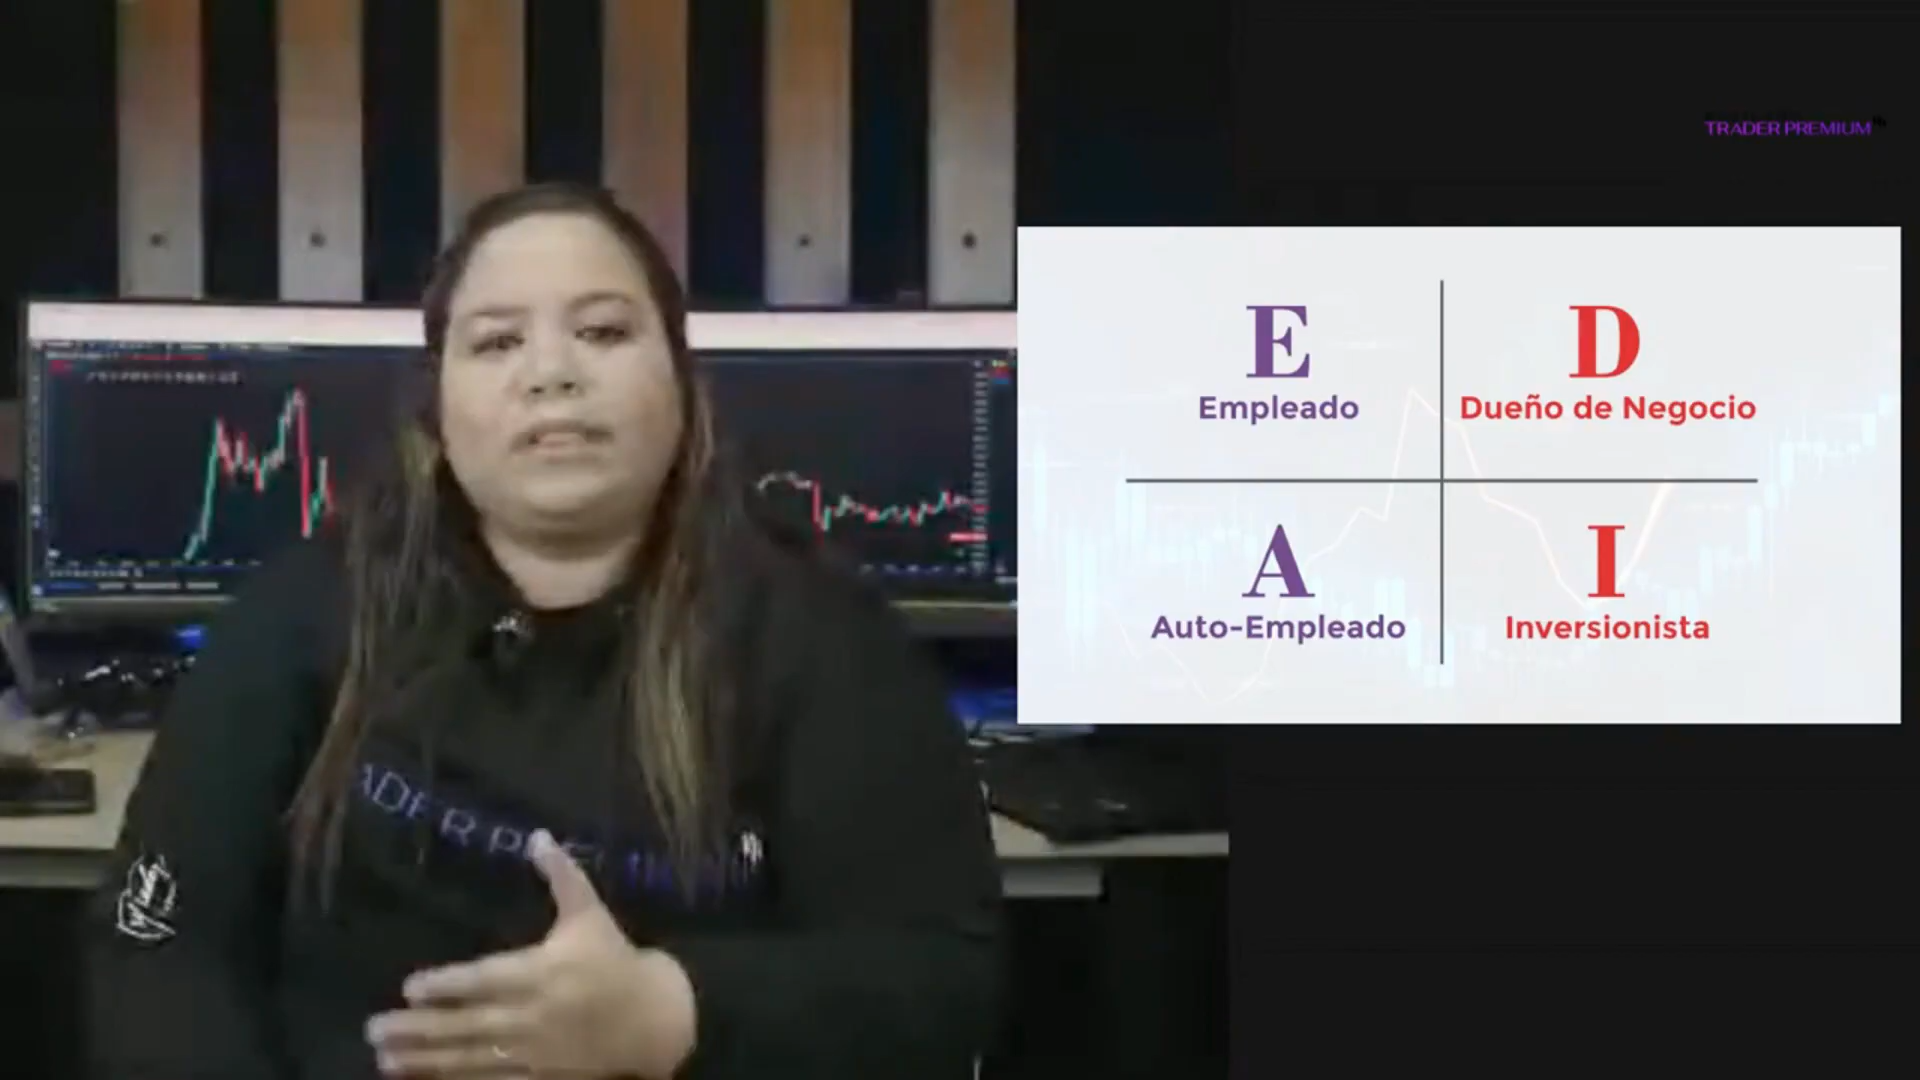 TRADER PREMIUM
E
Empleado
D
Dueño de Negocio
A
Auto-Empleado
I
Inversionista